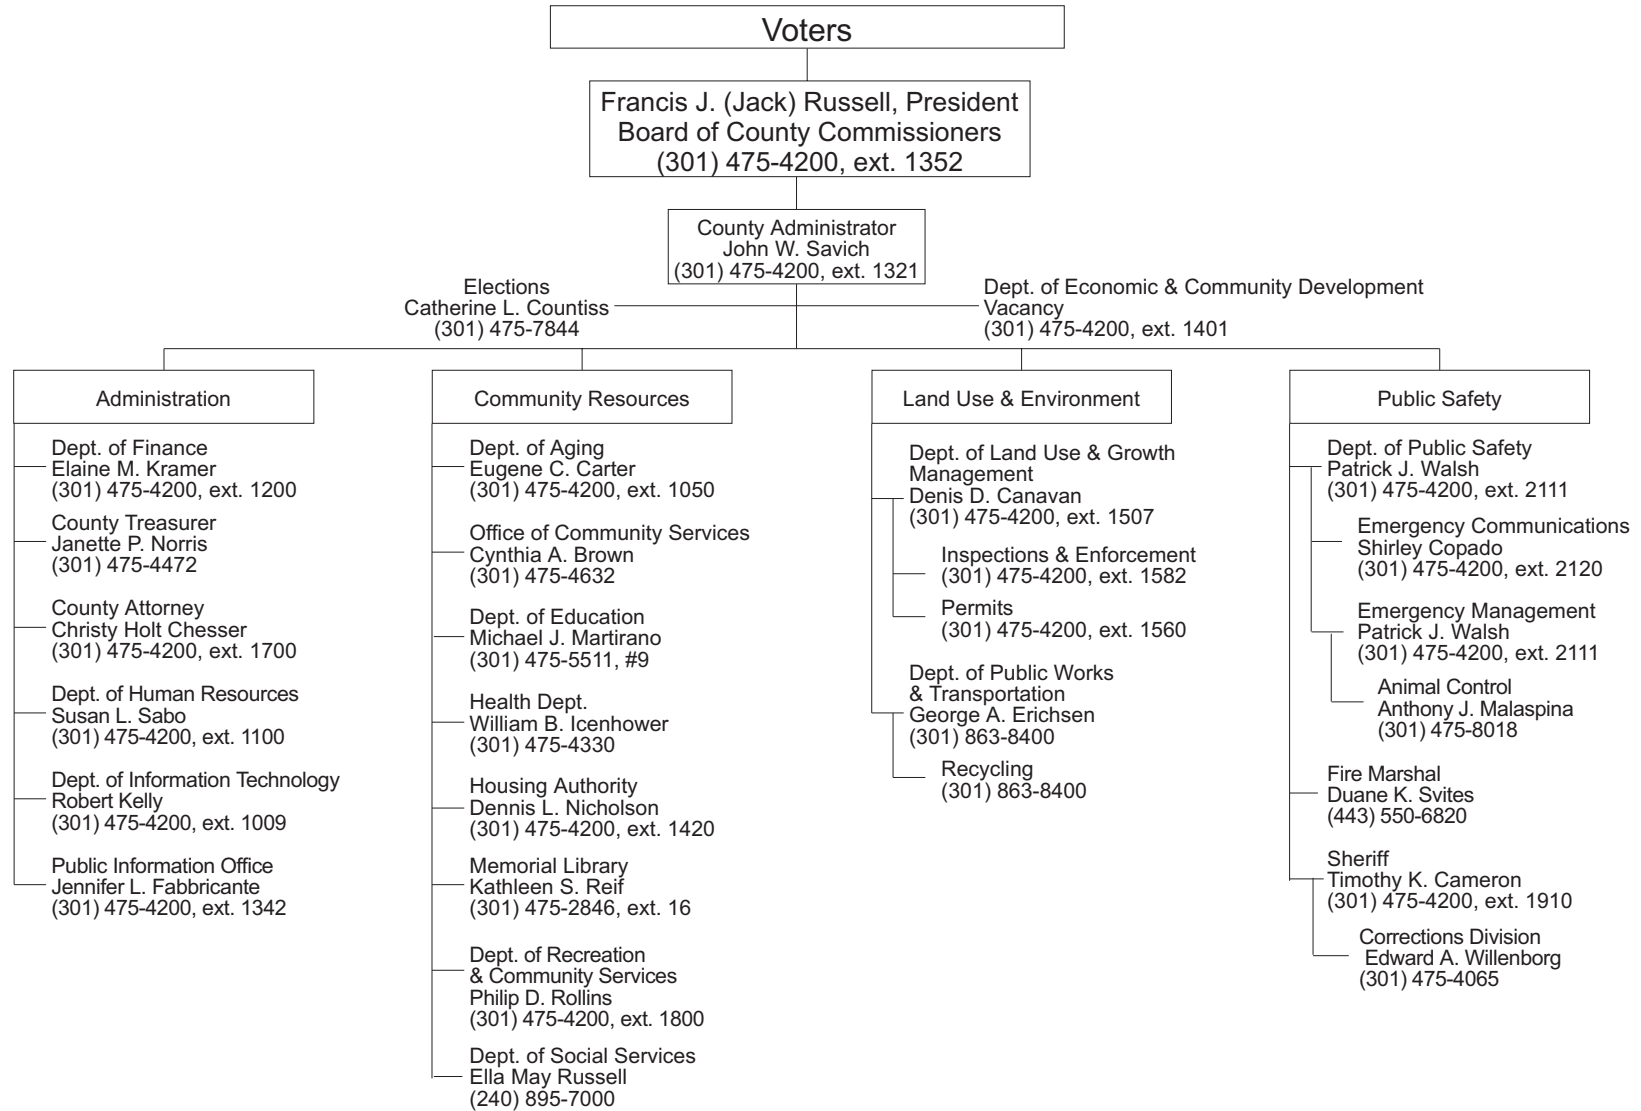 Voters
Francis J. (Jack) Russell, President
Board of County Commissioners
(301) 475-4200, ext. 1352
County Administrator
John W. Savich
(301) 475-4200, ext. 1321
Elections
Catherine L. Countiss
(301) 475-7844
Dept. of Economic & Community Development
Vacancy
(301) 475-4200, ext. 1401
Administration
Dept. of Finance
Elaine M. Kramer
(301) 475-4200, ext. 1200
County Treasurer
Janette P. Norris
(301) 475-4472
County Attorney
Christy Holt Chesser
(301) 475-4200, ext. 1700
Dept. of Human Resources
Susan L. Sabo
(301) 475-4200, ext. 1100
Dept. of Information Technology
Robert Kelly
(301) 475-4200, ext. 1009
Public Information Office
Jennifer L. Fabbricante
(301) 475-4200, ext. 1342
Community Resources
Dept. of Aging
Eugene C. Carter
(301) 475-4200, ext. 1050
Office of Community Services
Cynthia A. Brown
(301) 475-4632
Dept. of Education
Michael J. Martirano
(301) 475-5511, #9
Health Dept.
William B. Icenhower
(301) 475-4330
Housing Authority
Dennis L. Nicholson
(301) 475-4200, ext. 1420
Memorial Library
Kathleen S. Reif
(301) 475-2846, ext. 16
Dept. of Recreation
& Community Services
Philip D. Rollins
(301) 475-4200, ext. 1800
Dept. of Social Services
Ella May Russell
(240) 895-7000
Land Use & Environment
Dept. of Land Use & Growth
Management
Denis D. Canavan
(301) 475-4200, ext. 1507
Inspections & Enforcement
(301) 475-4200, ext. 1582
Permits
(301) 475-4200, ext. 1560
Dept. of Public Works
& Transportation
George A. Erichsen
(301) 863-8400
Recycling
(301) 863-8400
Public Safety
Dept. of Public Safety
Patrick J. Walsh
(301) 475-4200, ext. 2111
Emergency Communications
Shirley Copado
(301) 475-4200, ext. 2120
Emergency Management
Patrick J. Walsh
(301) 475-4200, ext. 2111
Animal Control
Anthony J. Malaspina
(301) 475-8018
Fire Marshal
Duane K. Svites
(443) 550-6820
Sheriff
Timothy K. Cameron
(301) 475-4200, ext. 1910
Corrections Division
Edward A. Willenborg
(301) 475-4065